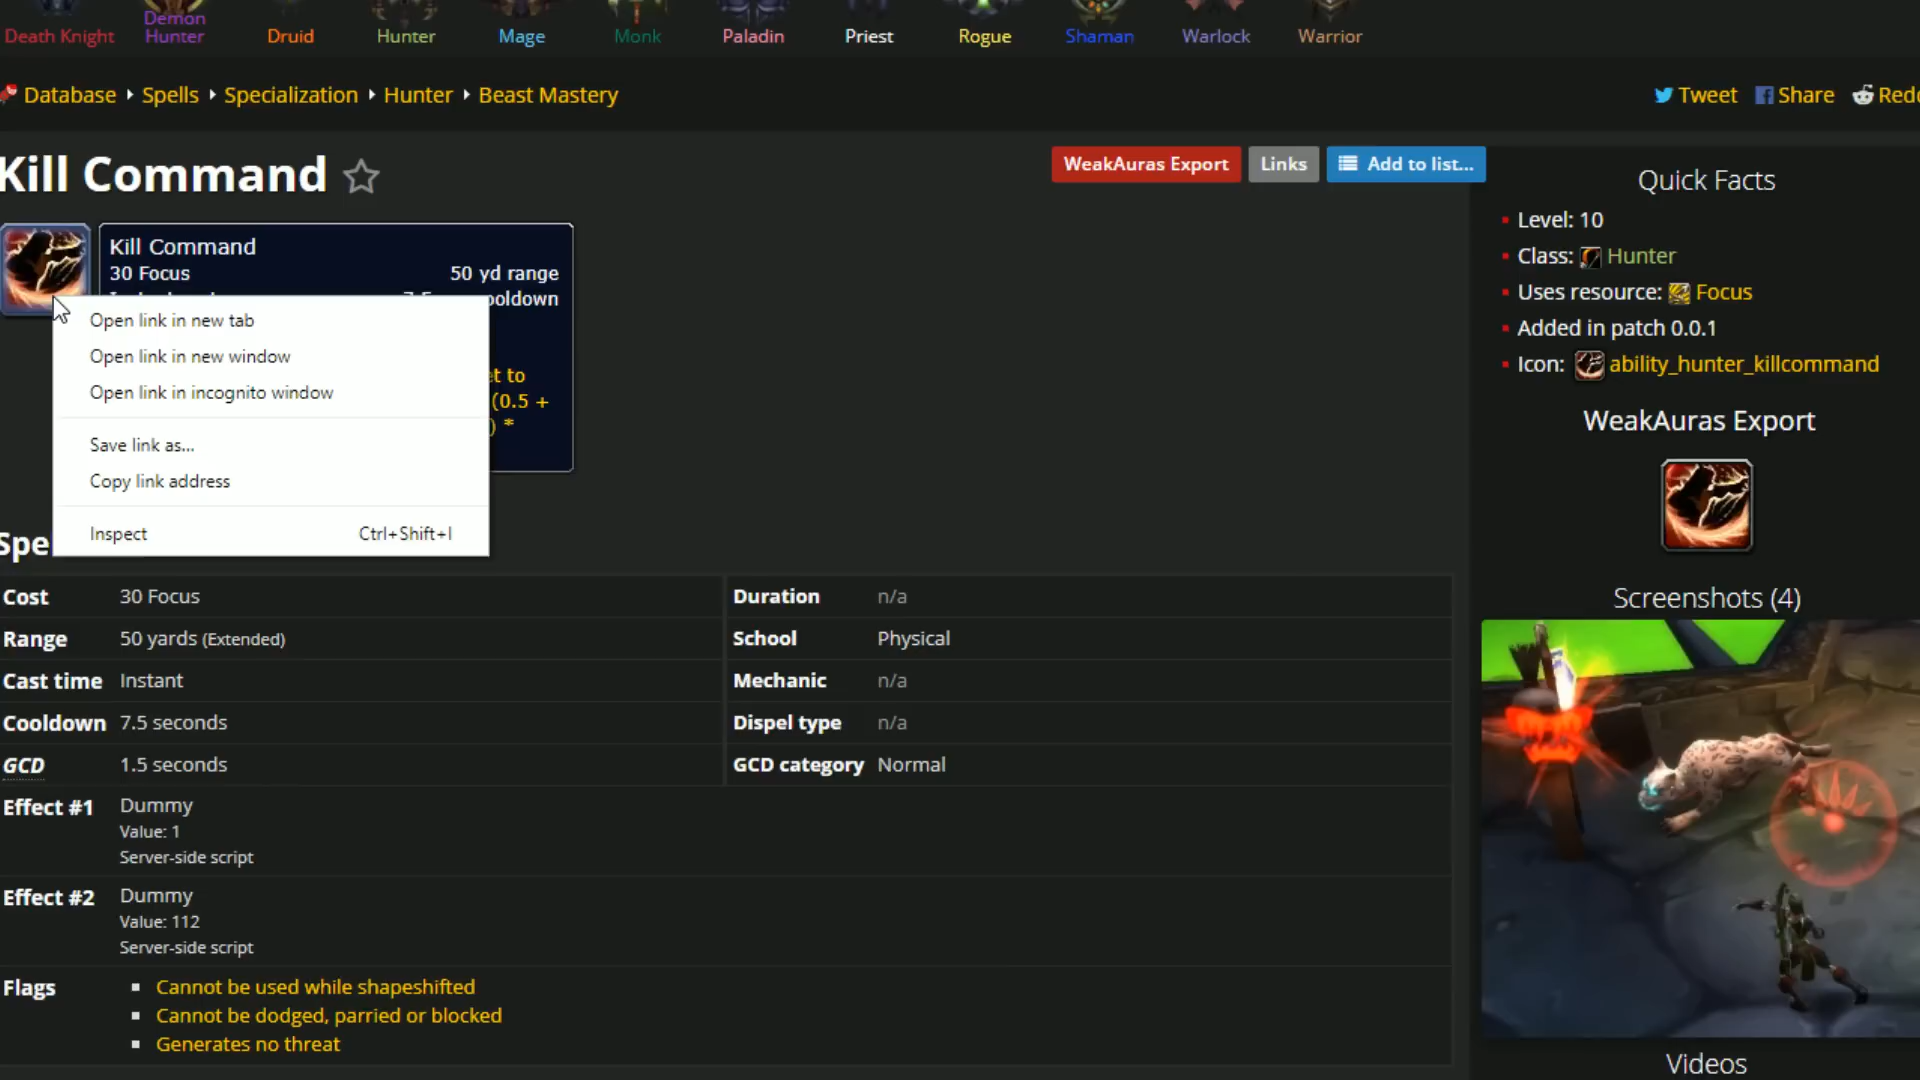 Death Knight
Demon Hunter
Druid
Hunter
Mage
Monk
Paladin
Priest
Rogue
Shaman
Warlock
Warrior
Database Spells Specialization Hunter Beast Mastery
Tweet Share
Kill Command
WeakAuras Export Links Add to list...
Kill Command
30 Focus 50 yd range
Open link in new tab
Open link in new window
Open link in incognito window
Save link as...
Copy link address
Inspect Ctrl+Shift+I
et to
(0.5 +
) *
Cost 30 Focus
Range 50 yards (Extended)
Cast time Instant
Cooldown 7.5 seconds
GCD 1.5 seconds
Duration n/a
School Physical
Mechanic n/a
Dispel type n/a
GCD category Normal
Effect #1 Dummy
Value: 1
Server-side script
Effect #2 Dummy
Value: 112
Server-side script
Flags
Cannot be used while shapeshifted
Cannot be dodged, parried or blocked
Generates no threat
Quick Facts
Level: 10
Class: Hunter
Uses resource: Focus
Added in patch 0.0.1
Icon: ability_hunter_killcommand
WeakAuras Export
Screenshots (4)
Videos